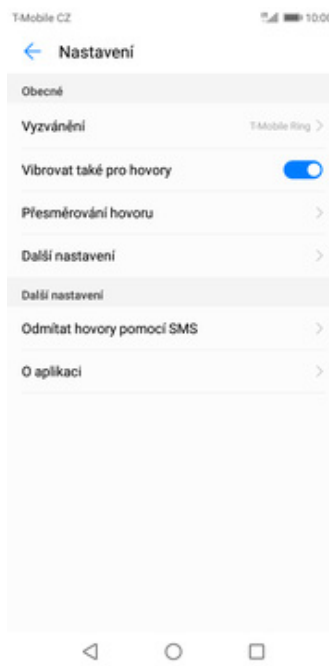 T-Mobile CZ 10:00
Nastavení
Obecné
Vyzvánění T-Mobile Ring
Vibrovat také pro hovory
Přesměrování hovoru
Další nastavení
Další nastavení
Odmítat hovory pomocí SMS
O aplikaci